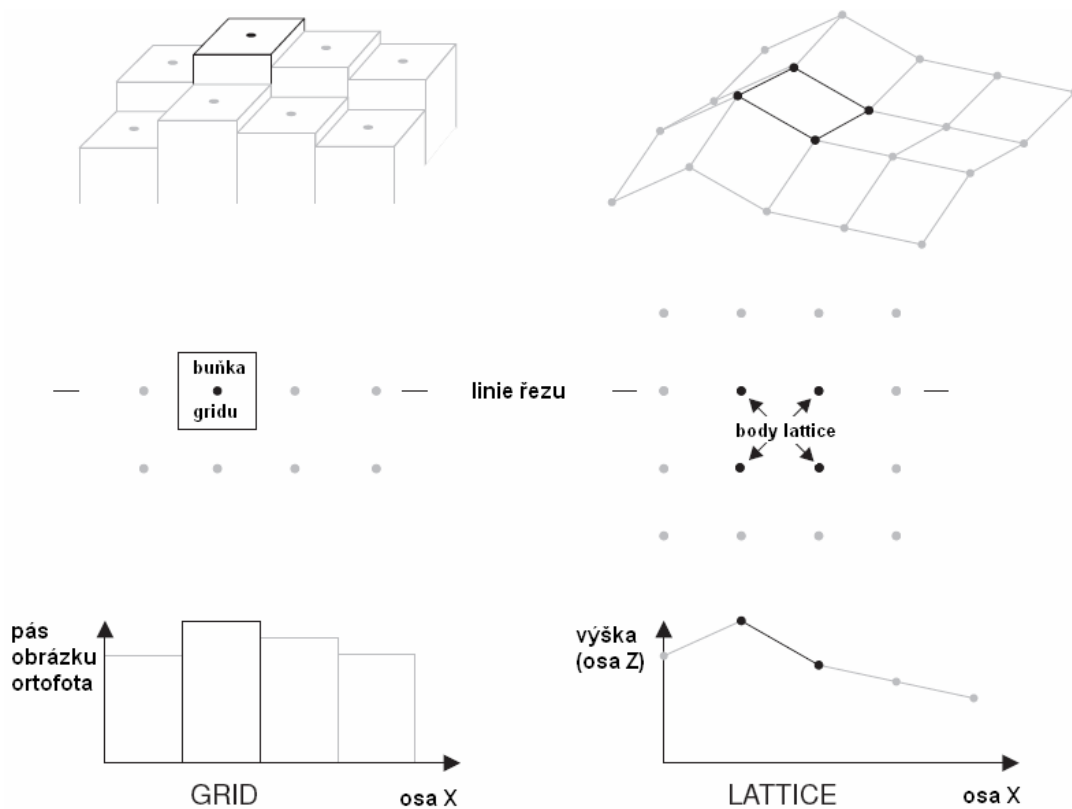 buňka
gridu
linie řezu
body lattice
pás
obrázku
ortofota
GRID
osa X
výška
(osa Z)
LATTICE
osa X